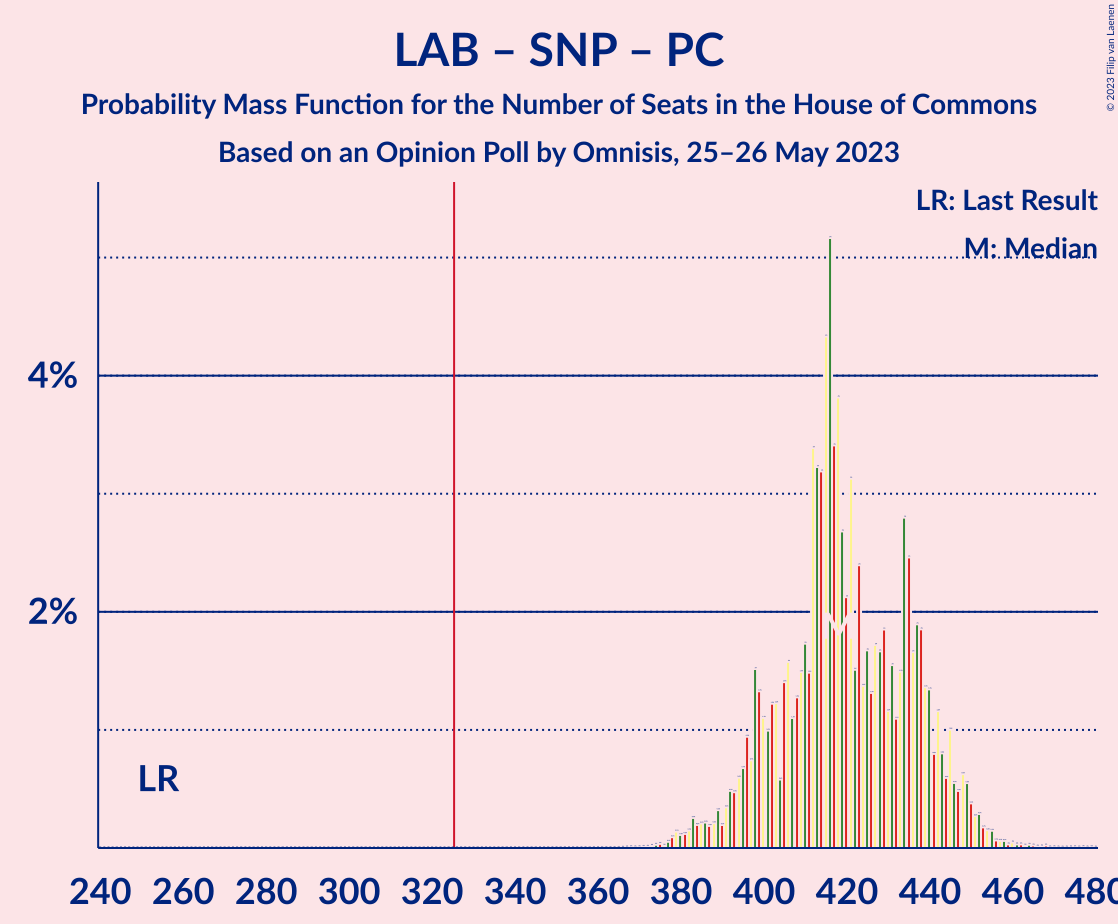 LAB – SNP – PC
Probability Mass Function for the Number of Seats in the House of Commons
Based on an Opinion Poll by Omnisis, 25–26 May 2023
© 2023 Filip van Laenen
LR: Last Result
M: Median
4%
2%
LR
240 260 280 300 320 340 360 380 400 420 440 460 480